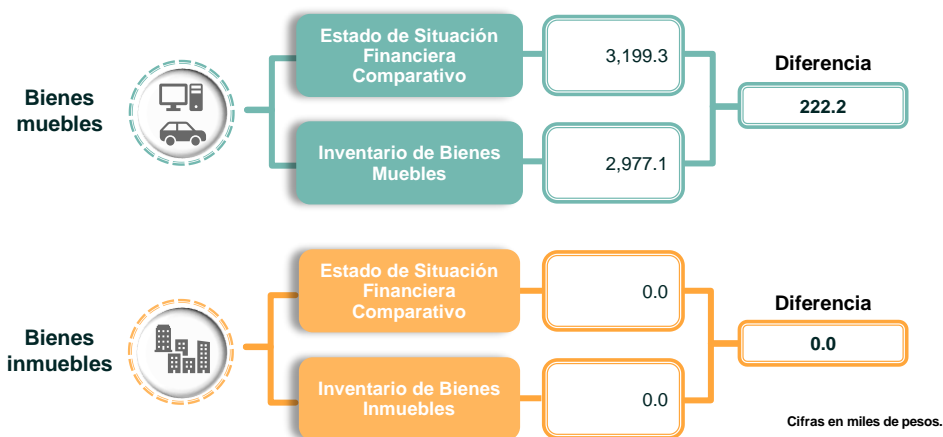 Bienes
muebles
Estado de Situación
Financiera
Comparativo
3,199.3
Inventario de Bienes
Muebles
2,977.1
Diferencia
222.2
Bienes
inmuebles
Estado de Situación
Financiera
Comparativo
0.0
Inventario de Bienes
Inmuebles
0.0
Diferencia
0.0
Cifras en miles de pesos.